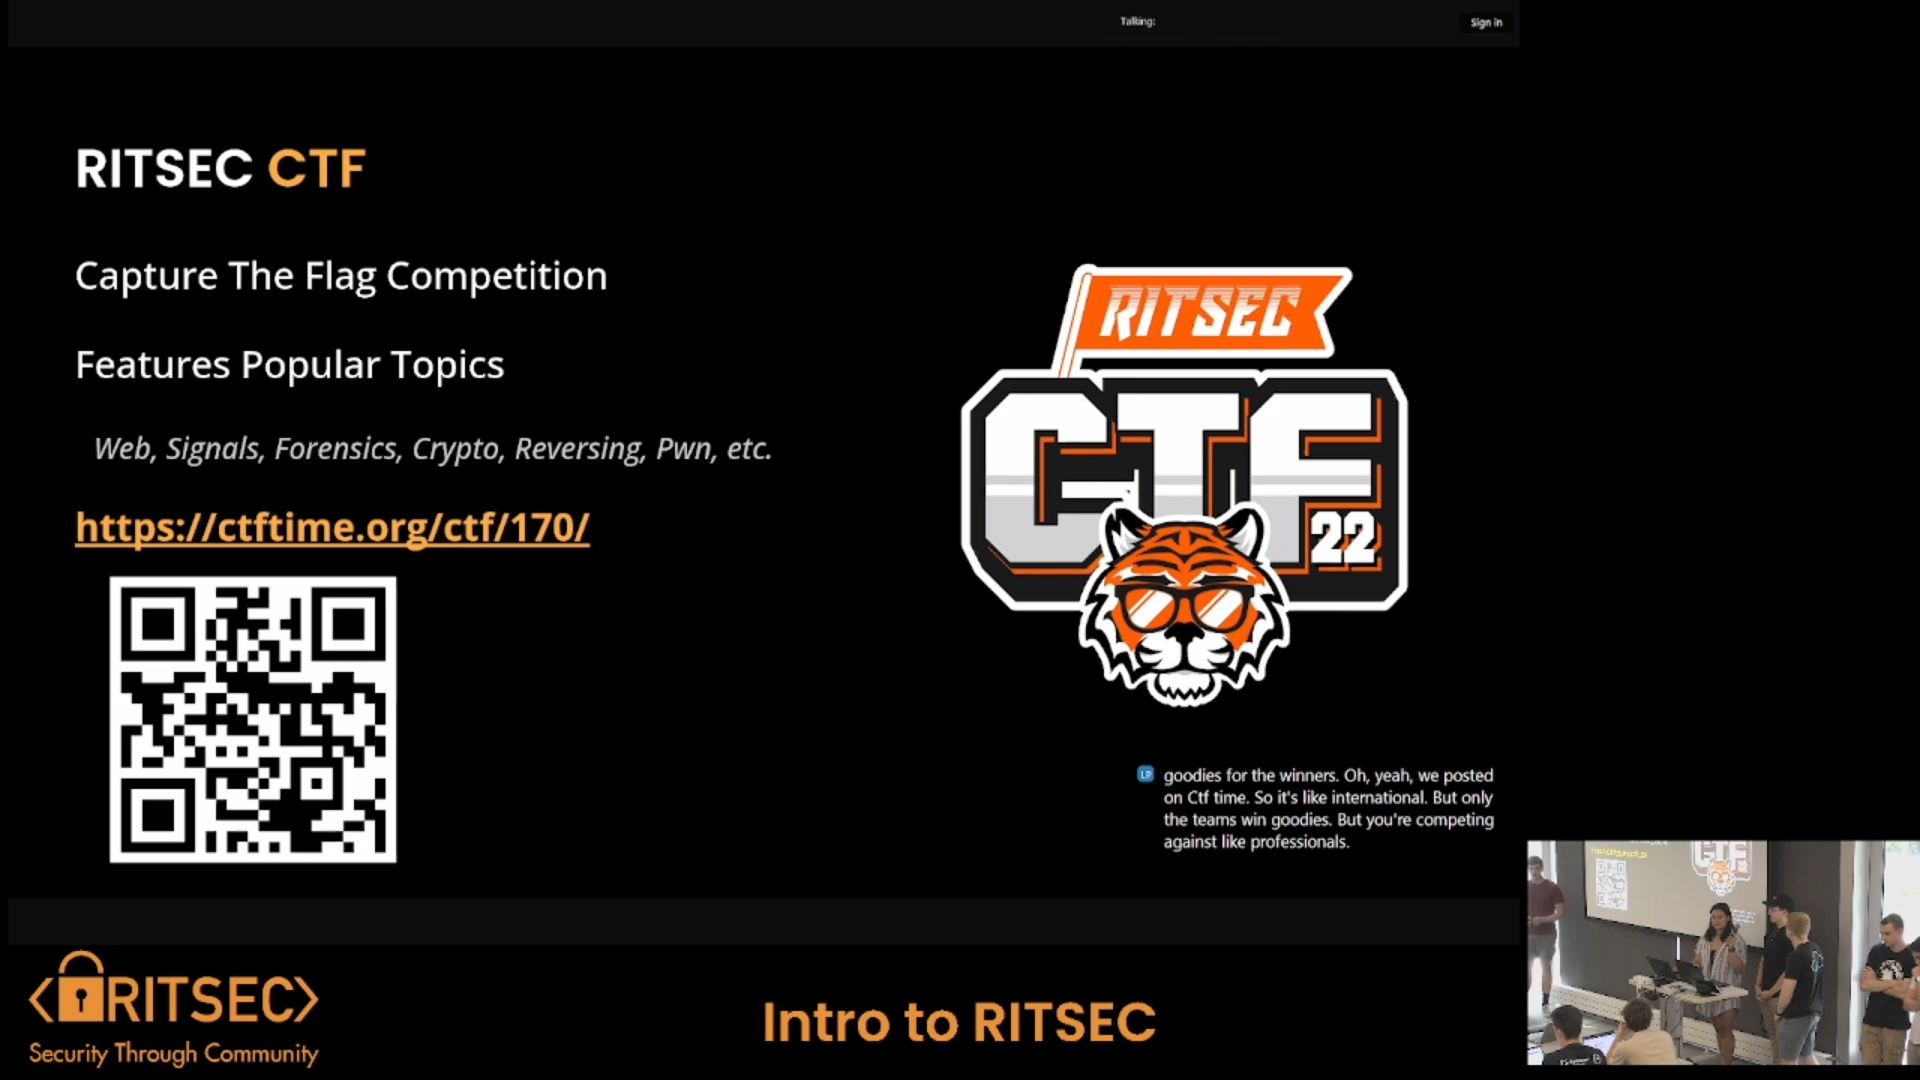 Talking:
Sign in
RITSEC CTF
Capture The Flag Competition
Features Popular Topics
Web, Signals, Forensics, Crypto, Reversing, Pwn, etc.
https://ctftime.org/ctf/170/
RITSEC
CTF
22
LP
goodies for the winners. Oh, yeah, we posted
on Ctf time. So it's like international. But only
the teams win goodies. But you're competing
against like professionals.
<RITSEC>
Security Through Community
Intro to RITSEC
CTF